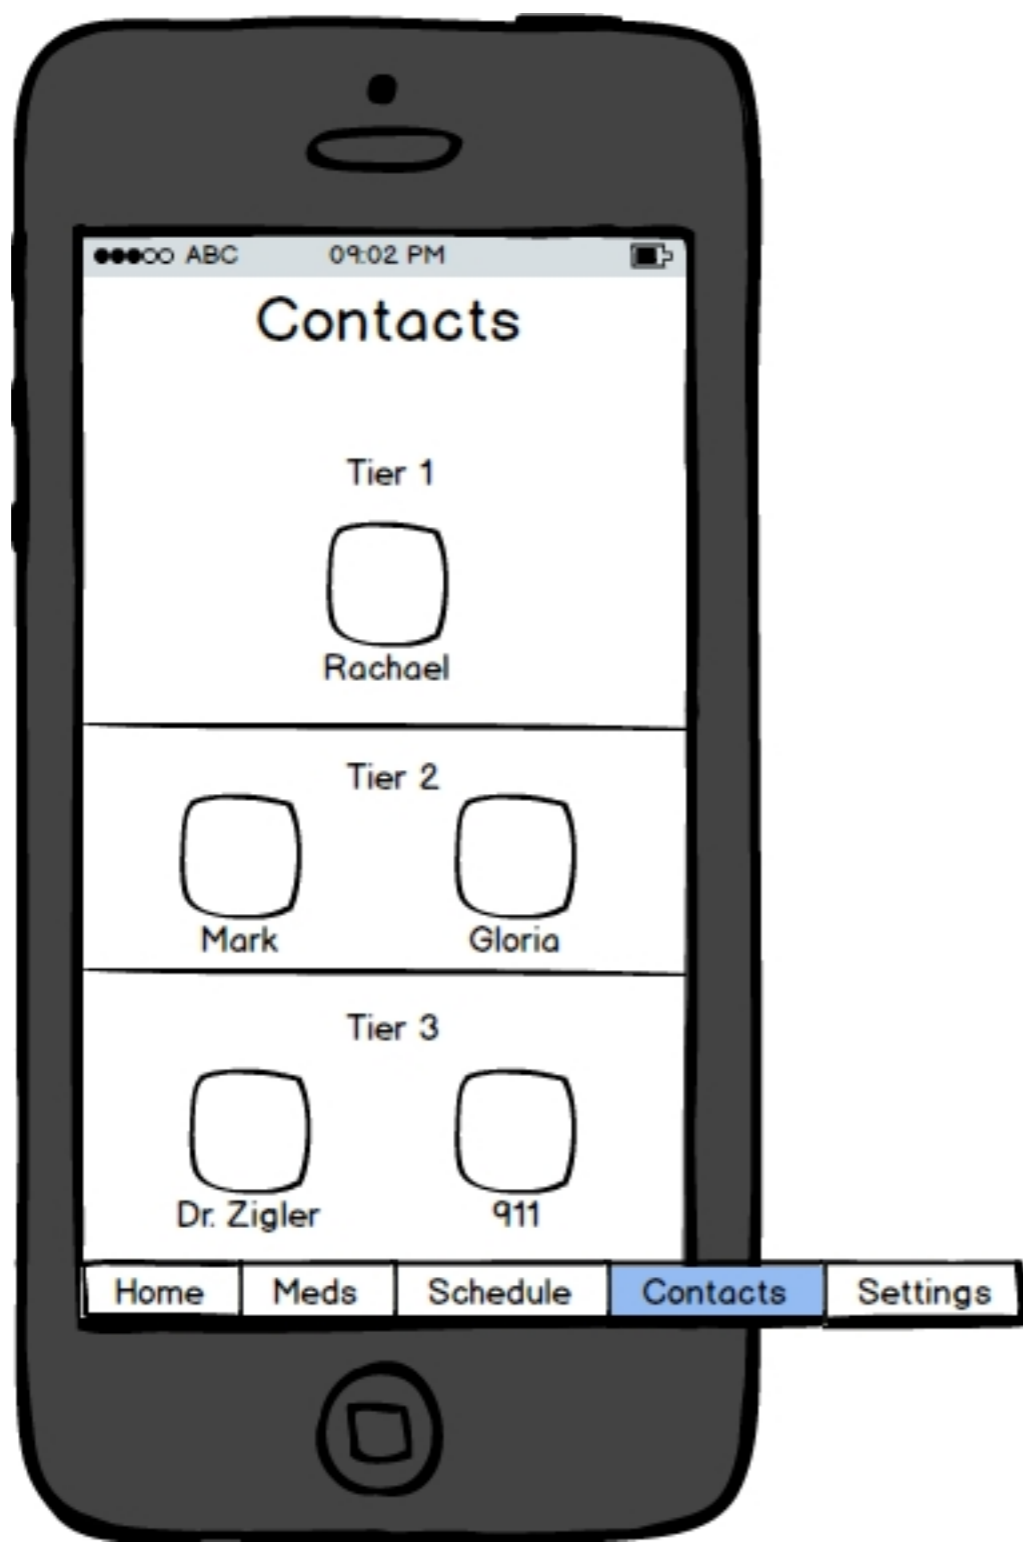 ABC 09:02 PM
Contacts
Tier 1
Rachael
Tier 2
Mark Gloria
Tier 3
Dr. Zigler 911
Home Meds Schedule Contacts Settings